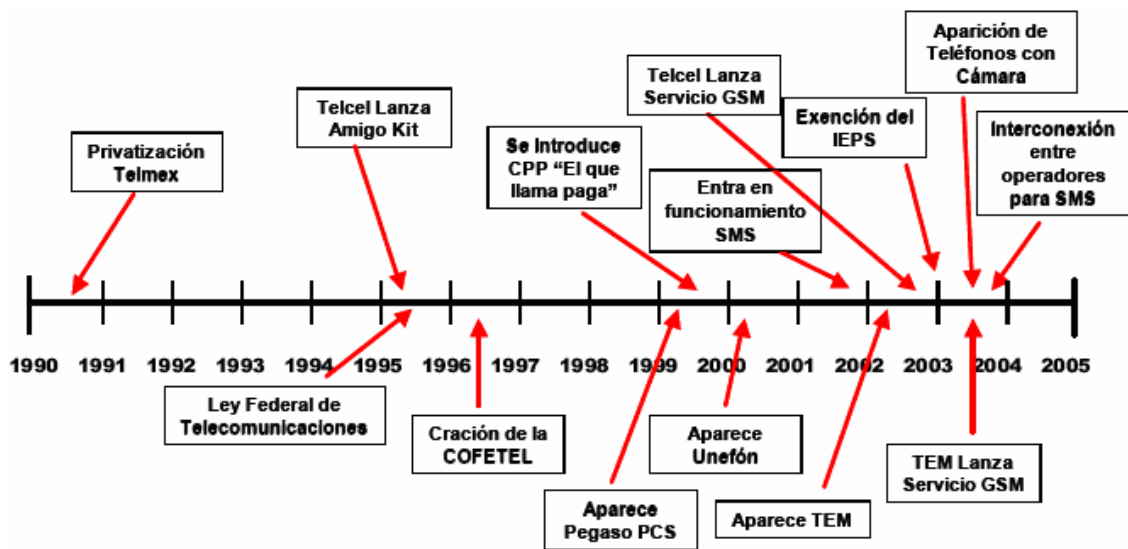 Aparición de
Teléfonos con
Cámara
Telcel Lanza
Servicio GSM
Telcel Lanza
Amigo Kit
Exención del
IEPS
Interconexión
entre
operadores
para SMS
Privatización
Telmex
Se Introduce
CPP “El que
llama paga”
Entra en
funcionamiento
SMS
1990 1991 1992 1993 1994 1995 1996 1997 1998 1999 2000 2001 2002 2003 2004 2005
Ley Federal de
Telecomunicaciones
Cración de la
COFETEL
Aparece
Pegaso PCS
Aparece
Unefón
Aparece TEM
TEM Lanza
Servicio GSM